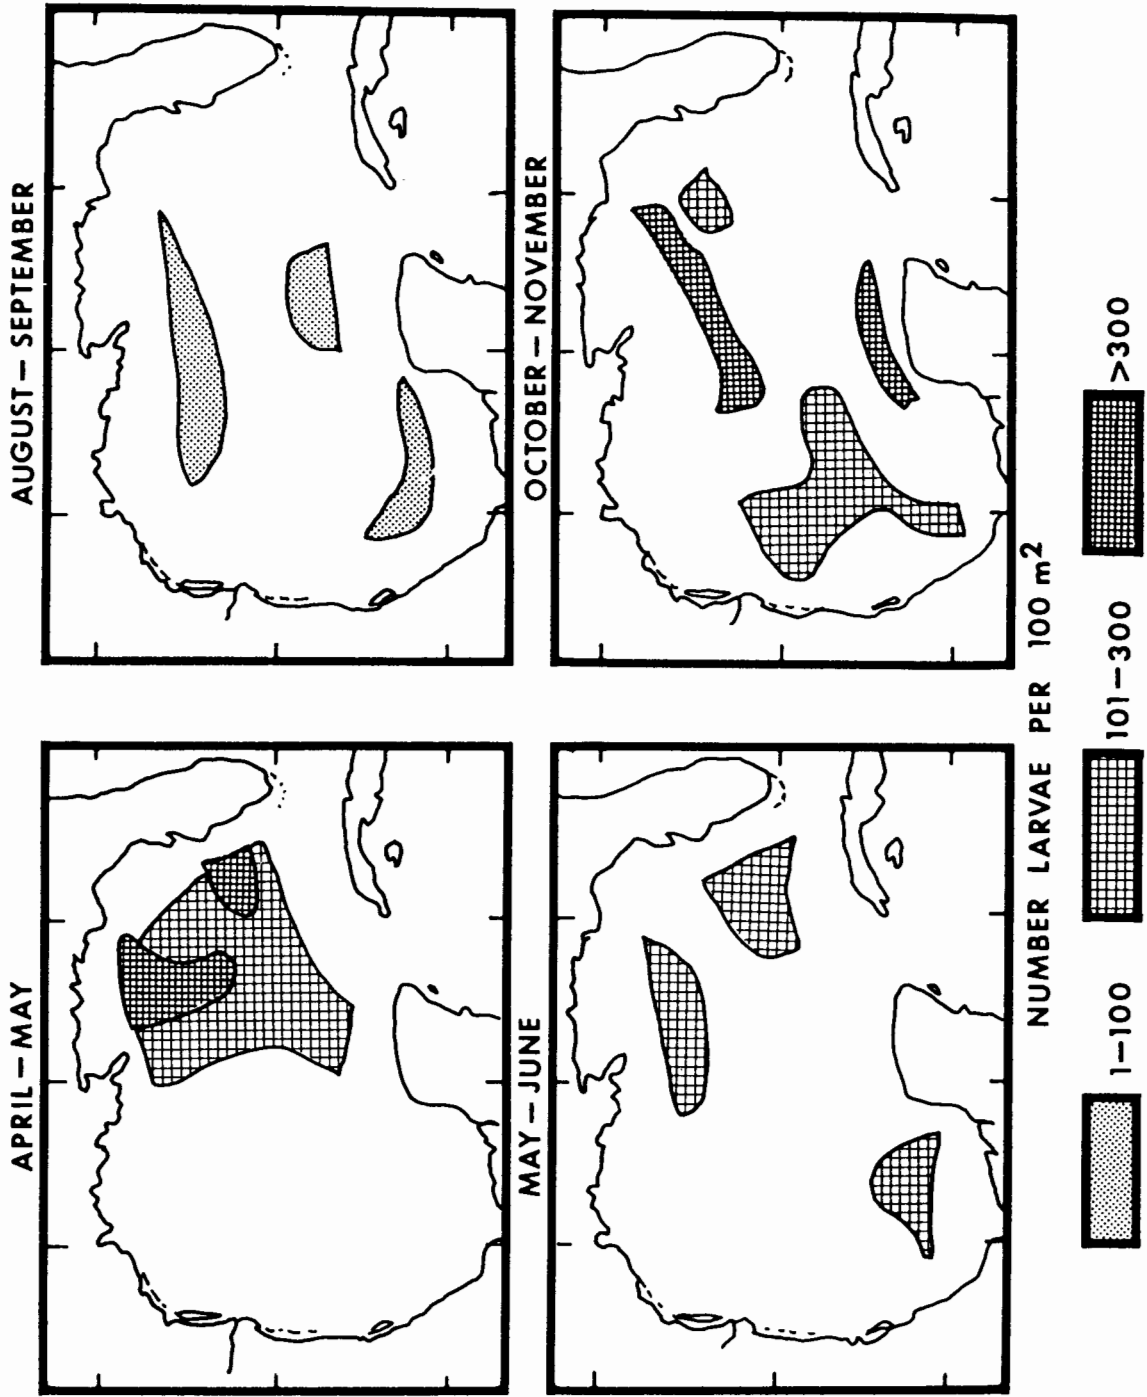 APRIL—MAY
AUGUST—SEPTEMBER
MAY—JUNE
OCTOBER—NOVEMBER
NUMBER LARVAE PER 100 m²
1—100
101—300
>300